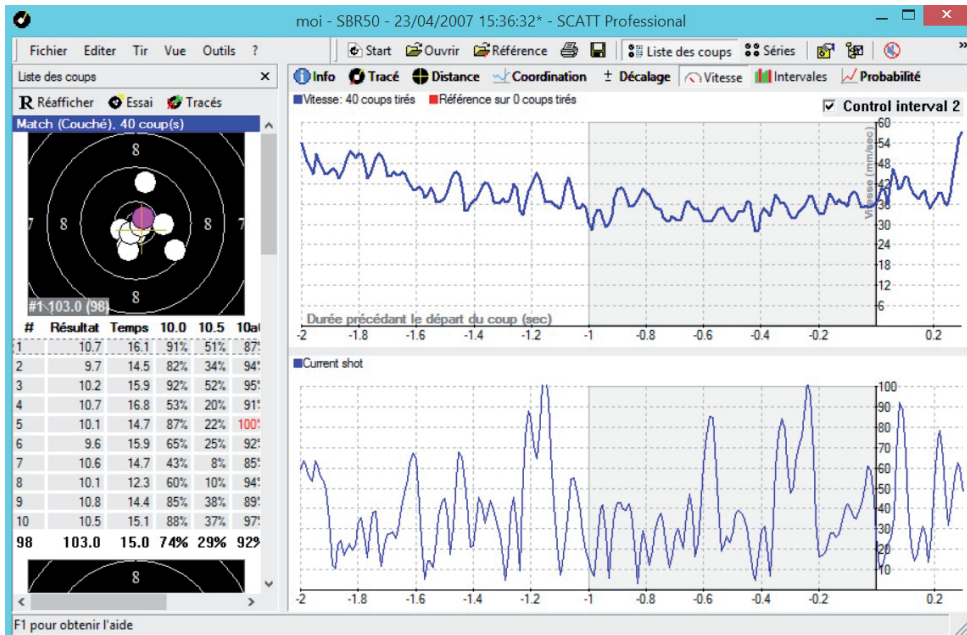 moi - SBR50 - 23/04/2007 15:36:32* - SCATT Professional
Fichier Editer Tir Vue Outils ? Start Ouvrir Référence Liste des coups Séries »
Liste des coups ×
R Réafficher Essai Tracés
Match (Couché), 40 coup(s)
8
7 8 8 7
8
#1 103.0 (98)
# Résultat Temps 10.0 10.5
1 10.7 16.1 91% 51% 87
2 9.7 14.5 82% 34% 94
3 10.2 15.9 92% 52% 95
4 10.7 16.8 53% 20% 91
5 10.1 14.7 87% 22% 100
6 9.6 15.9 65% 25% 92
7 10.6 14.7 43% 8% 85
8 10.1 12.3 60% 10% 94
9 10.8 14.4 85% 38% 89
10 10.5 15.1 88% 37% 97
98 103.0 15.0 74% 29% 92%
8
Info Tracé Distance Coordination ± Décalage Vitesse Intervales Probabilité
Vitesse: 40 coups tirés Référence sur 0 coups tirés
Control interval 2
60
54
48
42
36
30
24
18
12
6
Vitesse (mm/sec)
Durée précédant le départ du coup (sec)
-2 -1.8 -1.6 -1.4 -1.2 -1 -0.8 -0.6 -0.4 -0.2 0.2
Current shot
100
90
80
70
60
50
40
30
20
10
-2 -1.8 -1.6 -1.4 -1.2 -1 -0.8 -0.6 -0.4 -0.2 0.2
F1 pour obtenir l'aide